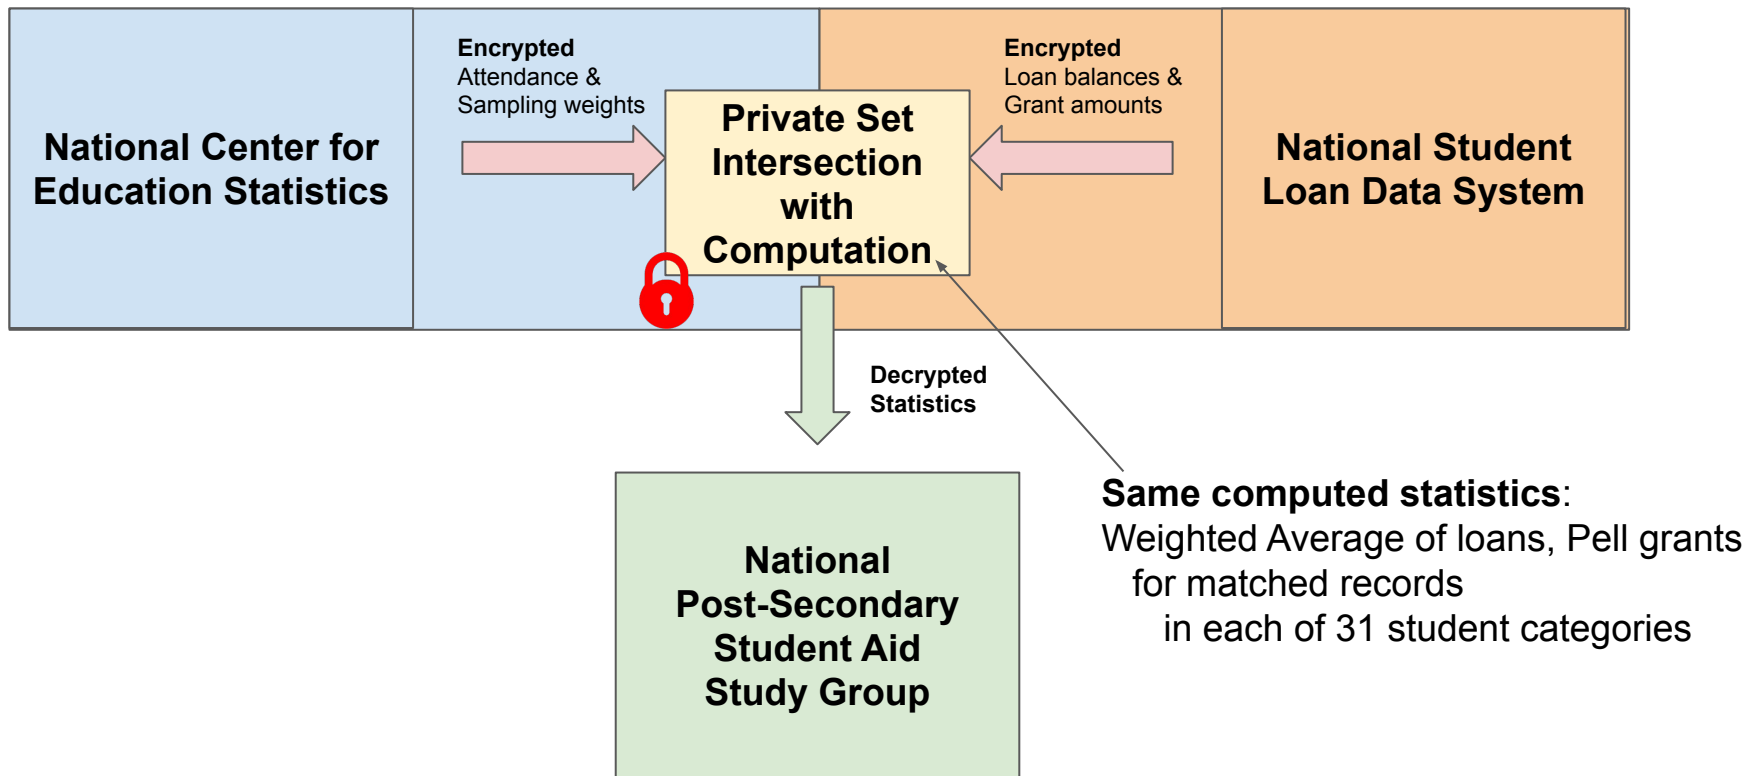 National Center for
Education Statistics
Encrypted
Attendance &
Sampling weights
Private Set
Intersection
with
Computation
Encrypted
Loan balances &
Grant amounts
National Student
Loan Data System
Decrypted
Statistics
National
Post-Secondary
Student Aid
Study Group
Same computed statistics:
Weighted Average of loans, Pell grants
for matched records
in each of 31 student categories